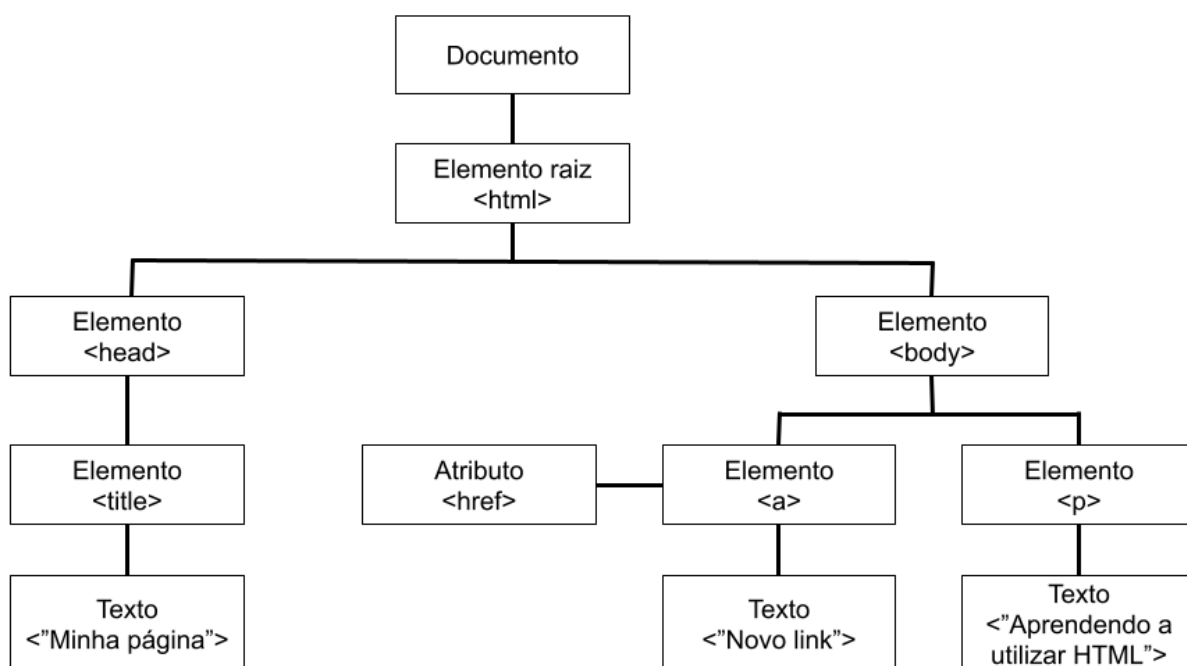 Documento
Elemento raiz
<html>
Elemento
<head>
Elemento
<body>
Elemento
<title>
Atributo
<href>
Elemento
<a>
Elemento
<p>
Texto
<”Minha página”>
Texto
<”Novo link”>
Texto
<”Aprendendo a
utilizar HTML”>